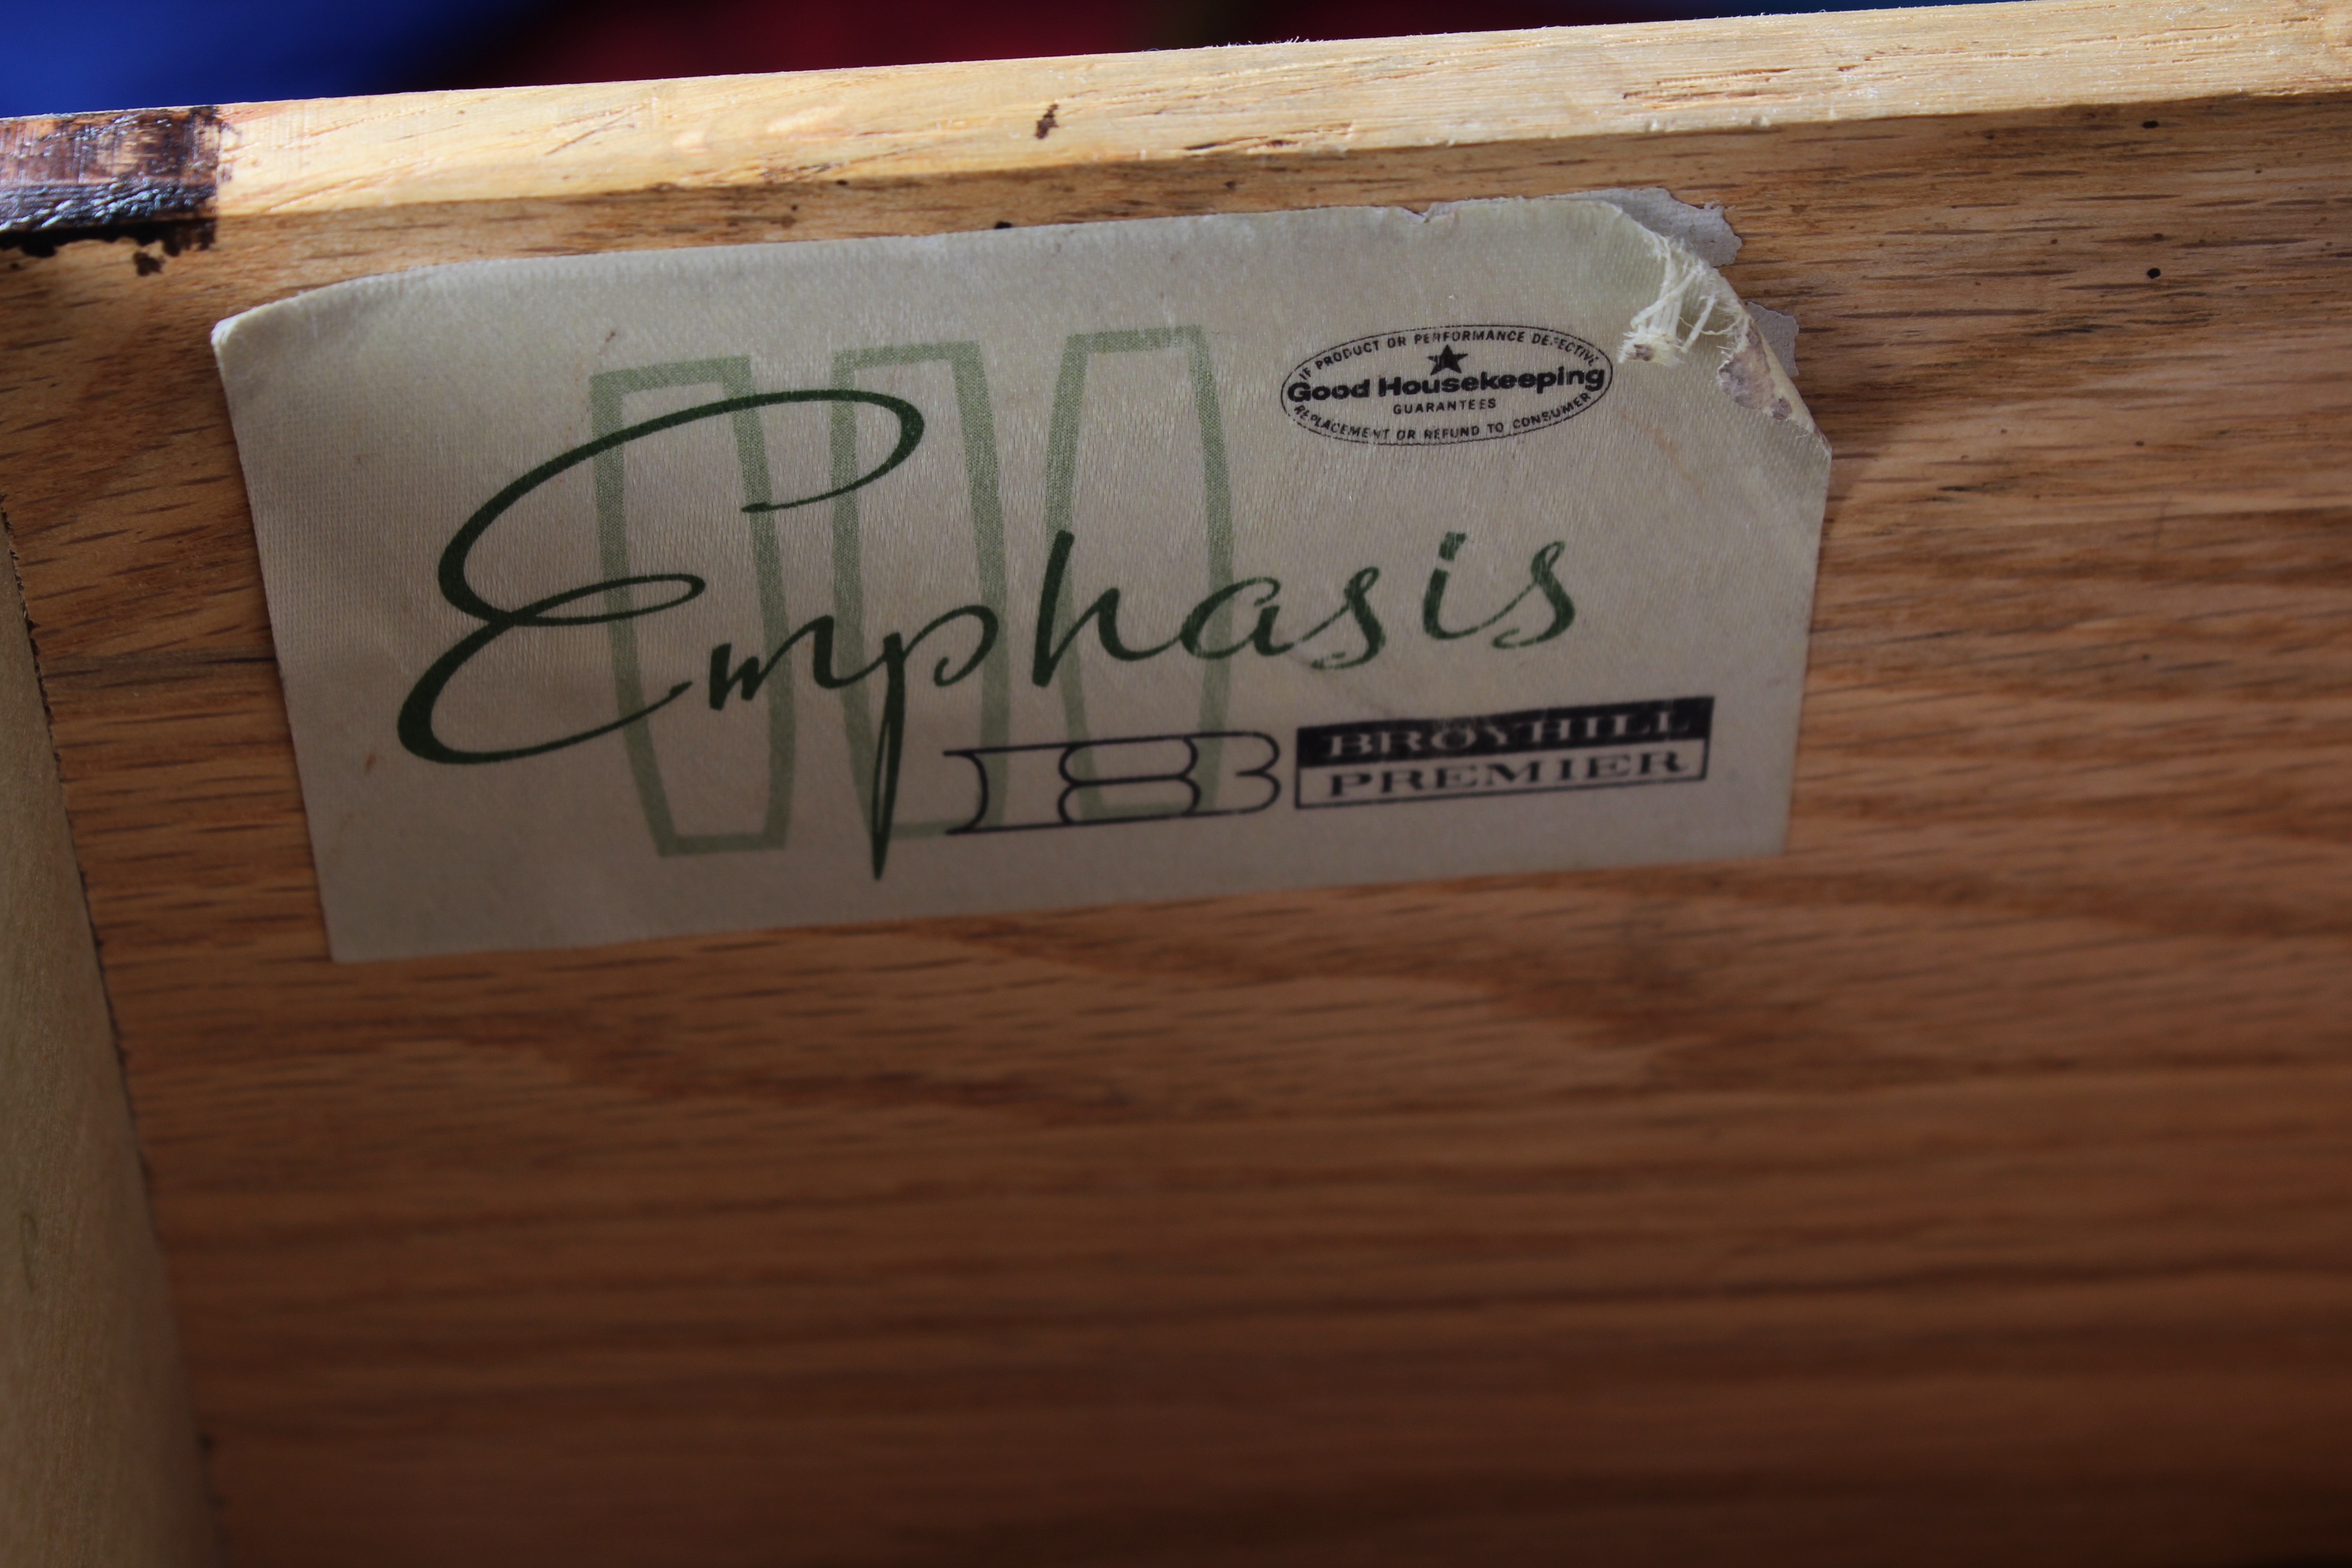 IF PRODUCT OR PERFORMANCE DEFECTIVE
Good Housekeeping
GUARANTEES
REPLACEMENT OR REFUND TO CONSUMER
Emphasis
B
BROYHILL
PREMIER